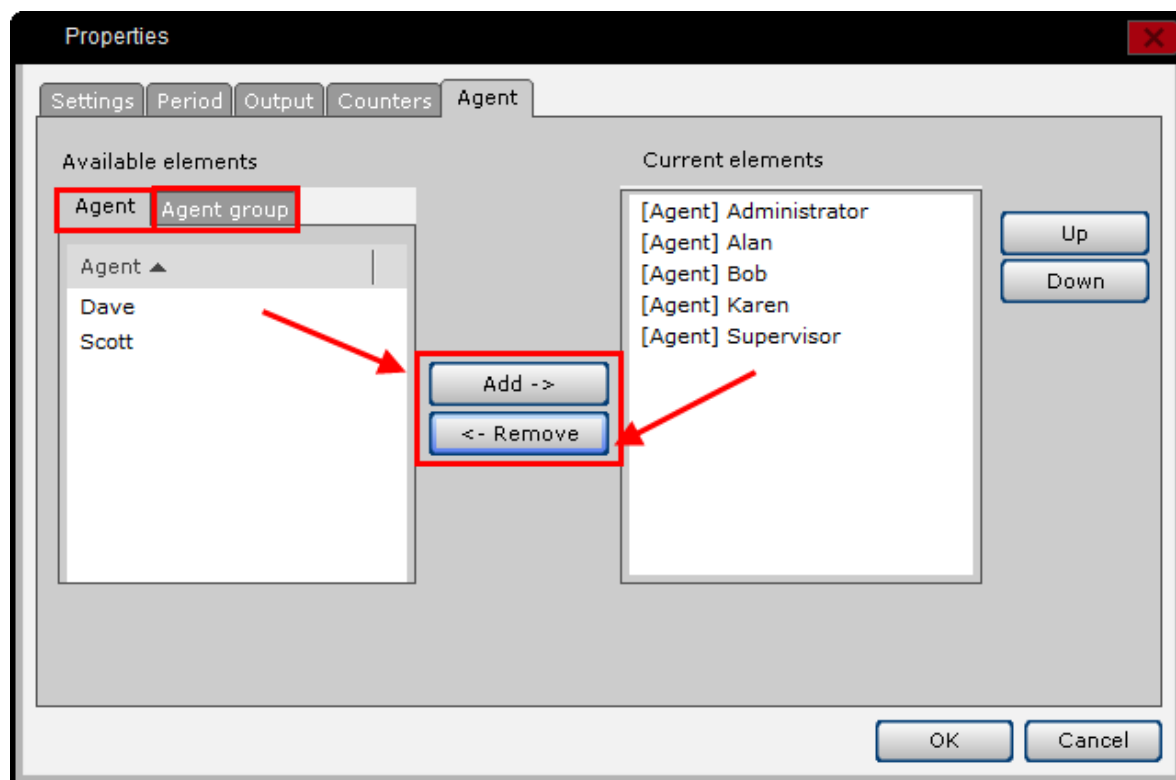 Properties
Settings Period Output Counters Agent
Available elements
Agent Agent group
Agent
Dave
Scott
Add ->
<- Remove
Current elements
[Agent] Administrator
[Agent] Alan
[Agent] Bob
[Agent] Karen
[Agent] Supervisor
Up
Down
OK Cancel